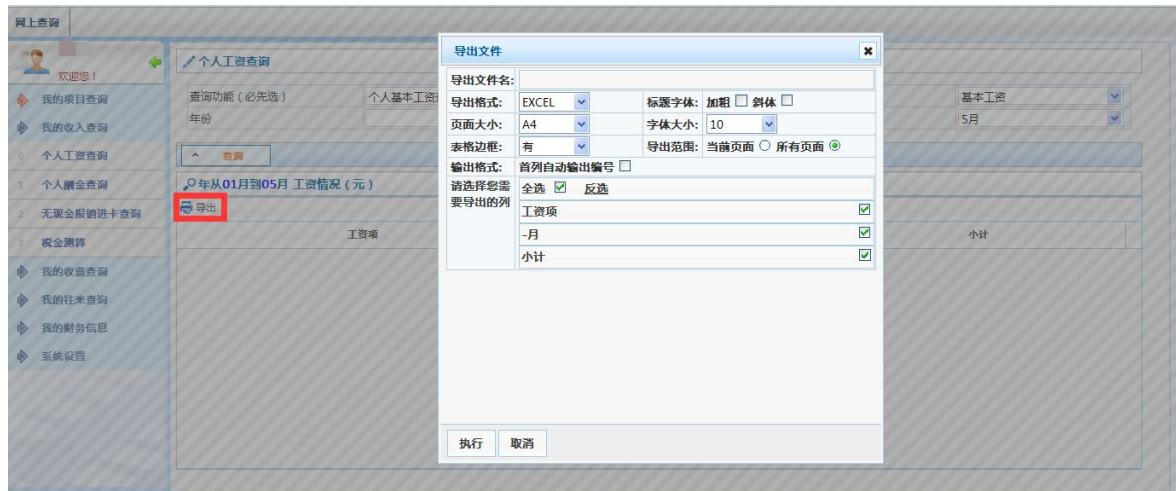 网上查询
欢迎您！
我的项目查询
我的收入查询
0 个人工资查询
1 个人酬金查询
2 无现金报销进卡查询
3 税金测算
我的收费查询
我的往来查询
我的财务信息
系统设置
个人工资查询
查询功能（必先选） 个人基本工资 基本工资
年份 5月
查询
年从01月到05月 工资情况（元）
导出
工资项 小计
导出文件
导出文件名:
导出格式: EXCEL 标题字体: 加粗 斜体
页面大小: A4 字体大小: 10
表格边框: 有 导出范围: 当前页面 所有页面
输出格式: 首列自动输出编号
请选择您需要导出的列 全选 反选
工资项
-月
小计
执行 取消